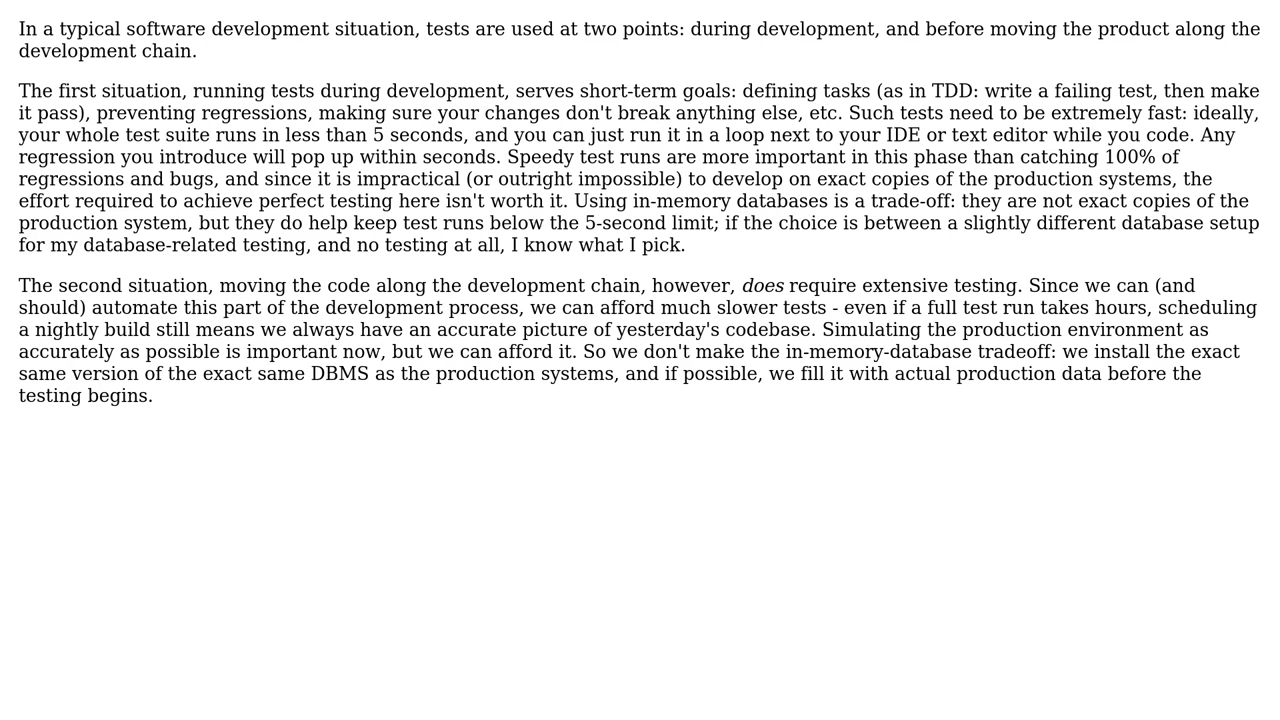 In a typical software development situation, tests are used at two points: during development, and before moving the product along the
development chain.
The first situation, running tests during development, serves short-term goals: defining tasks (as in TDD: write a failing test, then make
it pass), preventing regressions, making sure your changes don't break anything else, etc. Such tests need to be extremely fast: ideally,
your whole test suite runs in less than 5 seconds, and you can just run it in a loop next to your IDE or text editor while you code. Any
regression you introduce will pop up within seconds. Speedy test runs are more important in this phase than catching 100% of
regressions and bugs, and since it is impractical (or outright impossible) to develop on exact copies of the production systems, the
effort required to achieve perfect testing here isn't worth it. Using in-memory databases is a trade-off: they are not exact copies of the
production system, but they do help keep test runs below the 5-second limit; if the choice is between a slightly different database setup
for my database-related testing, and no testing at all, I know what I pick.
The second situation, moving the code along the development chain, however, does require extensive testing. Since we can (and
should) automate this part of the development process, we can afford much slower tests - even if a full test run takes hours, scheduling
a nightly build still means we always have an accurate picture of yesterday's codebase. Simulating the production environment as
accurately as possible is important now, but we can afford it. So we don't make the in-memory-database tradeoff: we install the exact
same version of the exact same DBMS as the production systems, and if possible, we fill it with actual production data before the
testing begins.